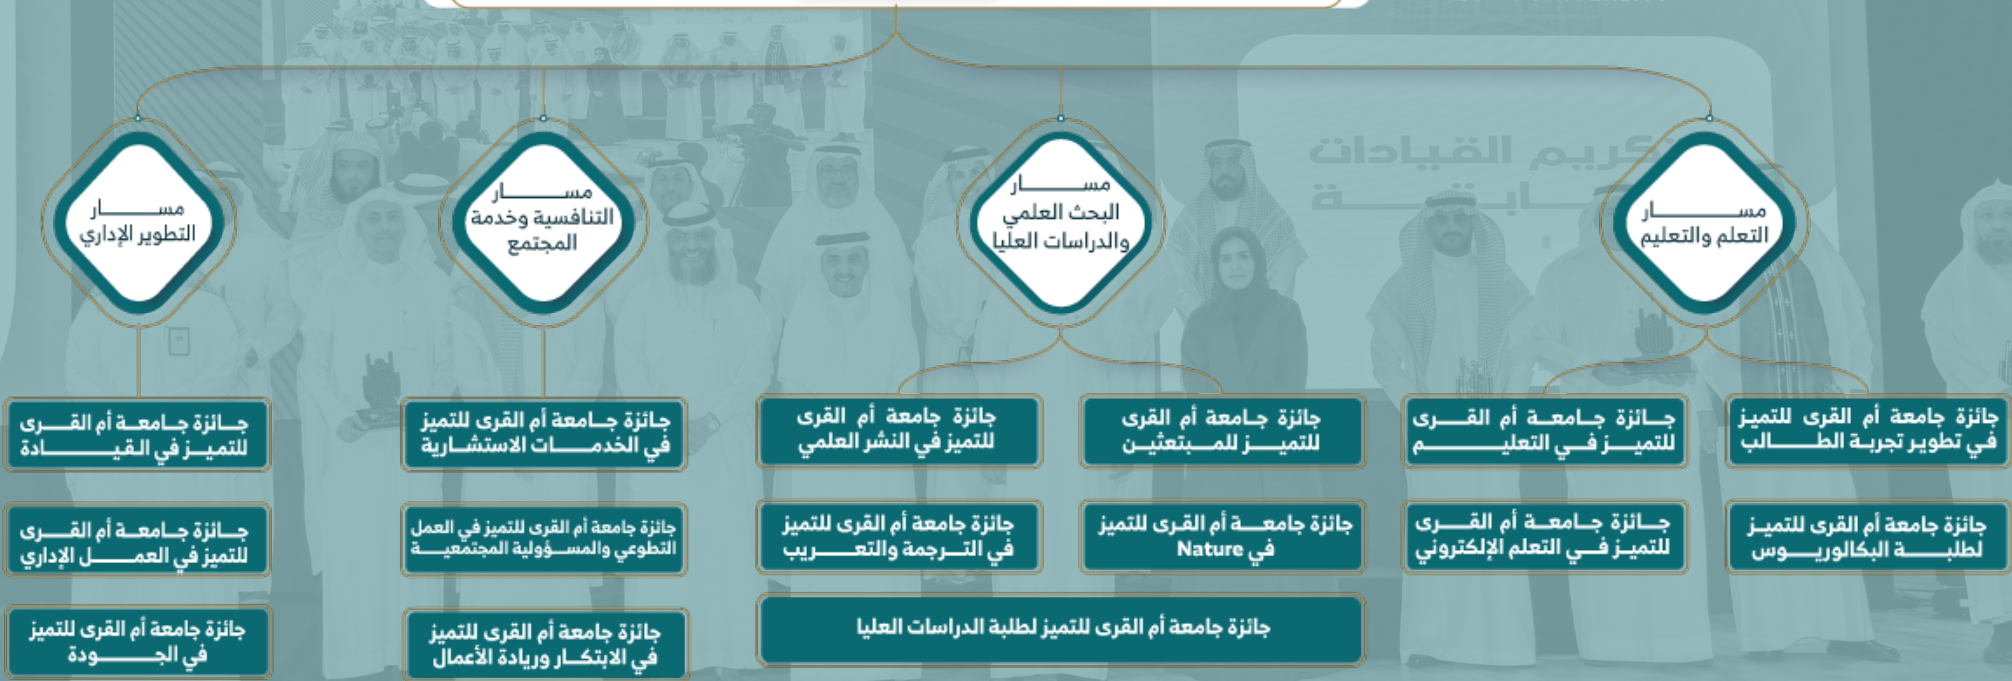 تكريم القيادات
مسار
التعلم والتعليم
مسار
البحث العلمي
والدراسات العليا
مسار
التنافسية وخدمة
المجتمع
مسار
التطوير الإداري
جائزة جامعة أم القرى للتميز
في تطوير تجربة الطالب
جائزة جامعة أم القرى
للتميز في التعليم
جائزة جامعة أم القرى
للتميز للمبتعثين
جائزة جامعة أم القرى
للتميز في النشر العلمي
جائزة جامعة أم القرى للتميز
في الخدمات الاستشارية
جائزة جامعة أم القرى
للتميز في القيادة
جائزة جامعة أم القرى للتميز
لطلبة البكالوريوس
جائزة جامعة أم القرى
للتميز في التعلم الإلكتروني
جائزة جامعة أم القرى للتميز
في Nature
جائزة جامعة أم القرى للتميز
في الترجمة والتعريب
جائزة جامعة أم القرى للتميز في العمل
التطوعي والمسؤولية المجتمعية
جائزة جامعة أم القرى
للتميز في العمل الإداري
جائزة جامعة أم القرى للتميز لطلبة الدراسات العليا
جائزة جامعة أم القرى للتميز
في الابتكار وريادة الأعمال
جائزة جامعة أم القرى للتميز
في الجودة